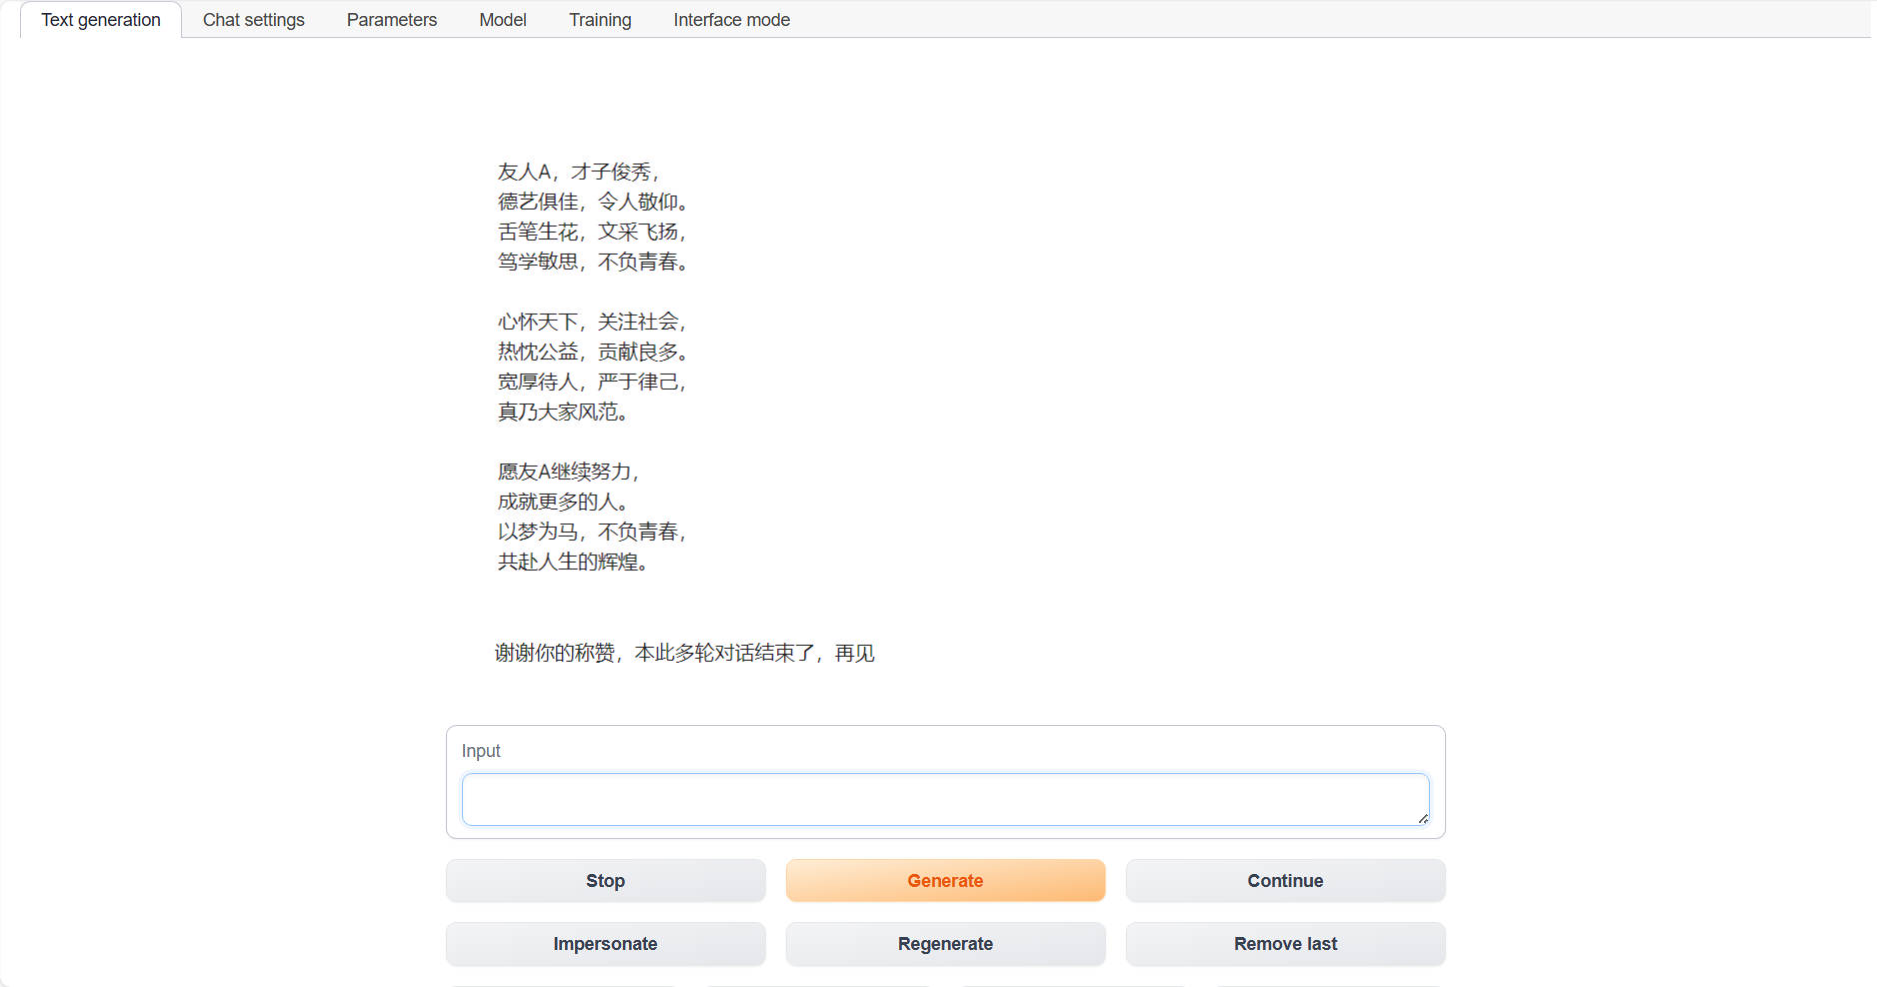 Text generation
Chat settings
Parameters
Model
Training
Interface mode
友人A，才子俊秀，
德艺俱佳，令人敬仰。
舌笔生花，文采飞扬，
笃学敏思，不负青春。
心怀天下，关注社会，
热忱公益，贡献良多。
宽厚待人，严于律己，
真乃大家风范。
愿友A继续努力，
成就更多的人。
以梦为马，不负青春，
共赴人生的辉煌。
谢谢你的称赞，本此多轮对话结束了，再见
Input
Stop
Generate
Continue
Impersonate
Regenerate
Remove last